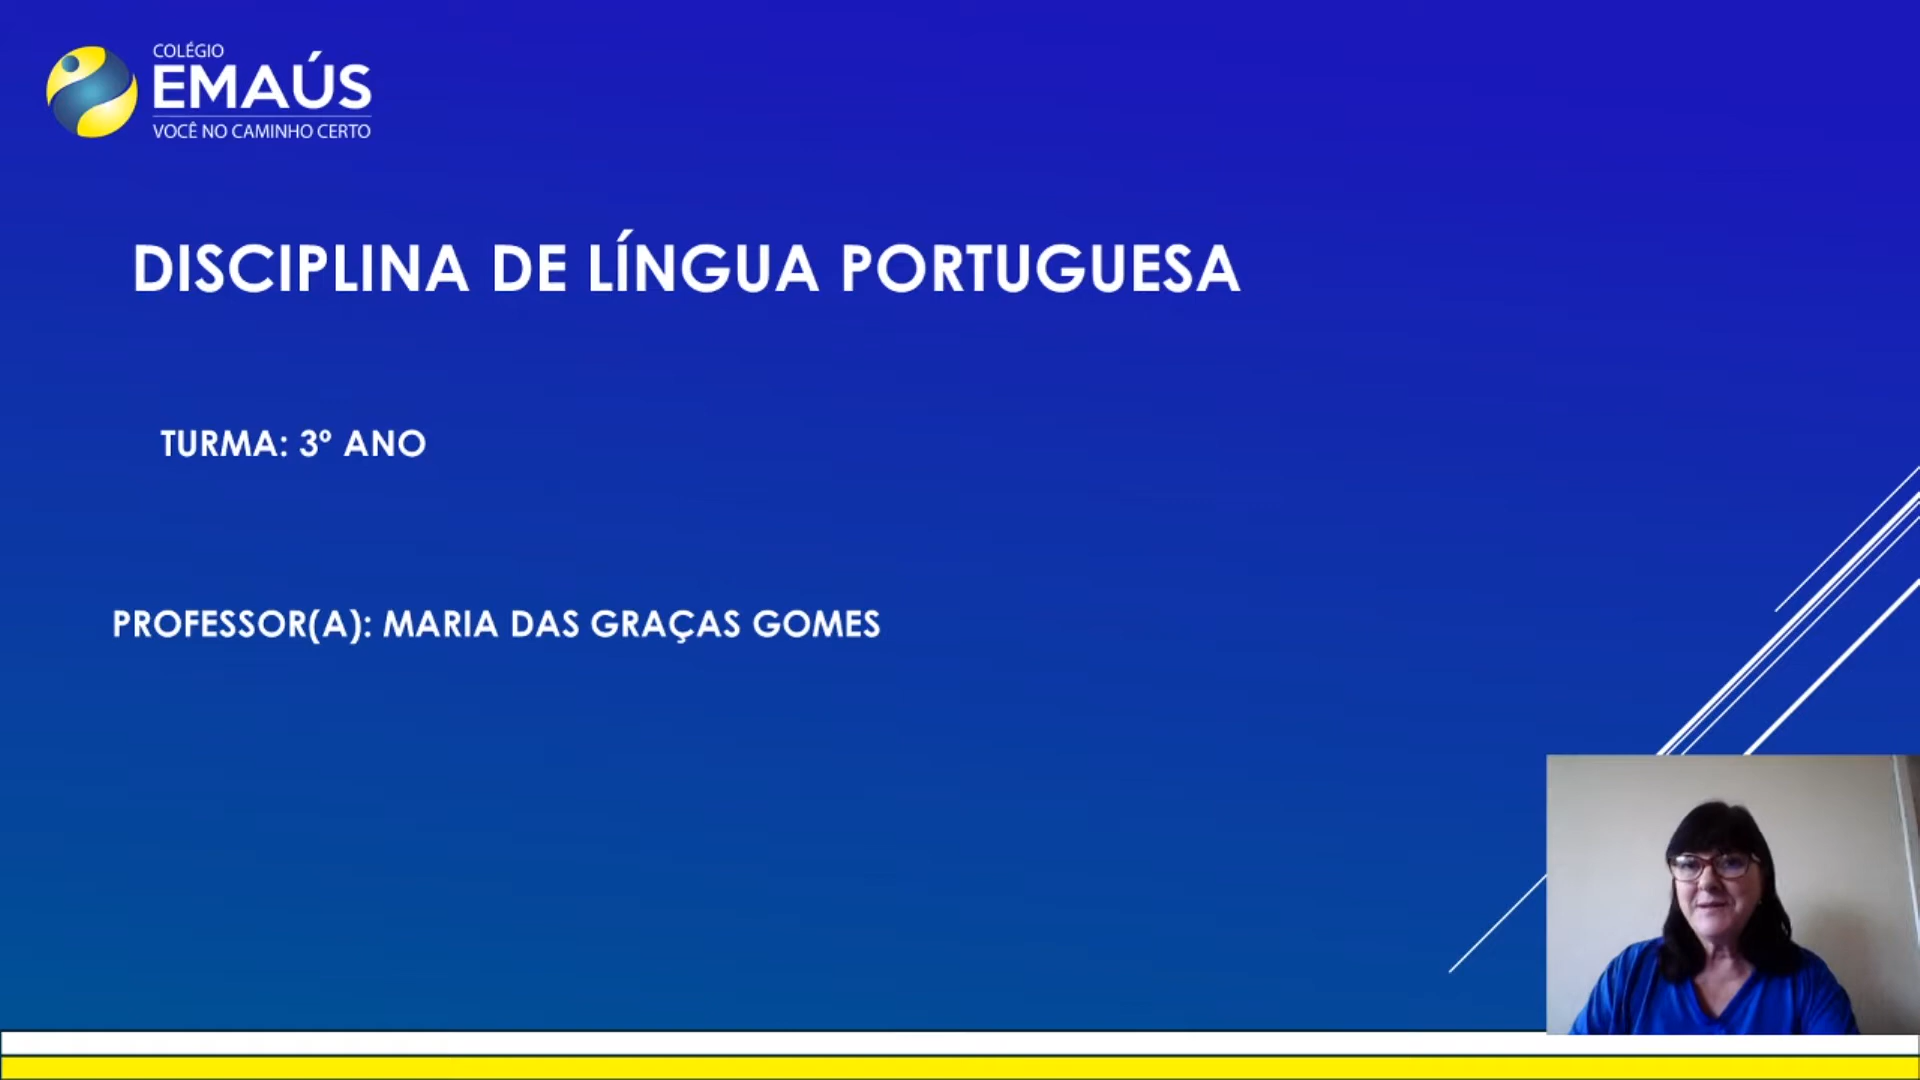 COLÉGIO
EMAÚS
VOCÊ NO CAMINHO CERTO
DISCIPLINA DE LÍNGUA PORTUGUESA
TURMA: 3º ANO
PROFESSOR(A): MARIA DAS GRAÇAS GOMES